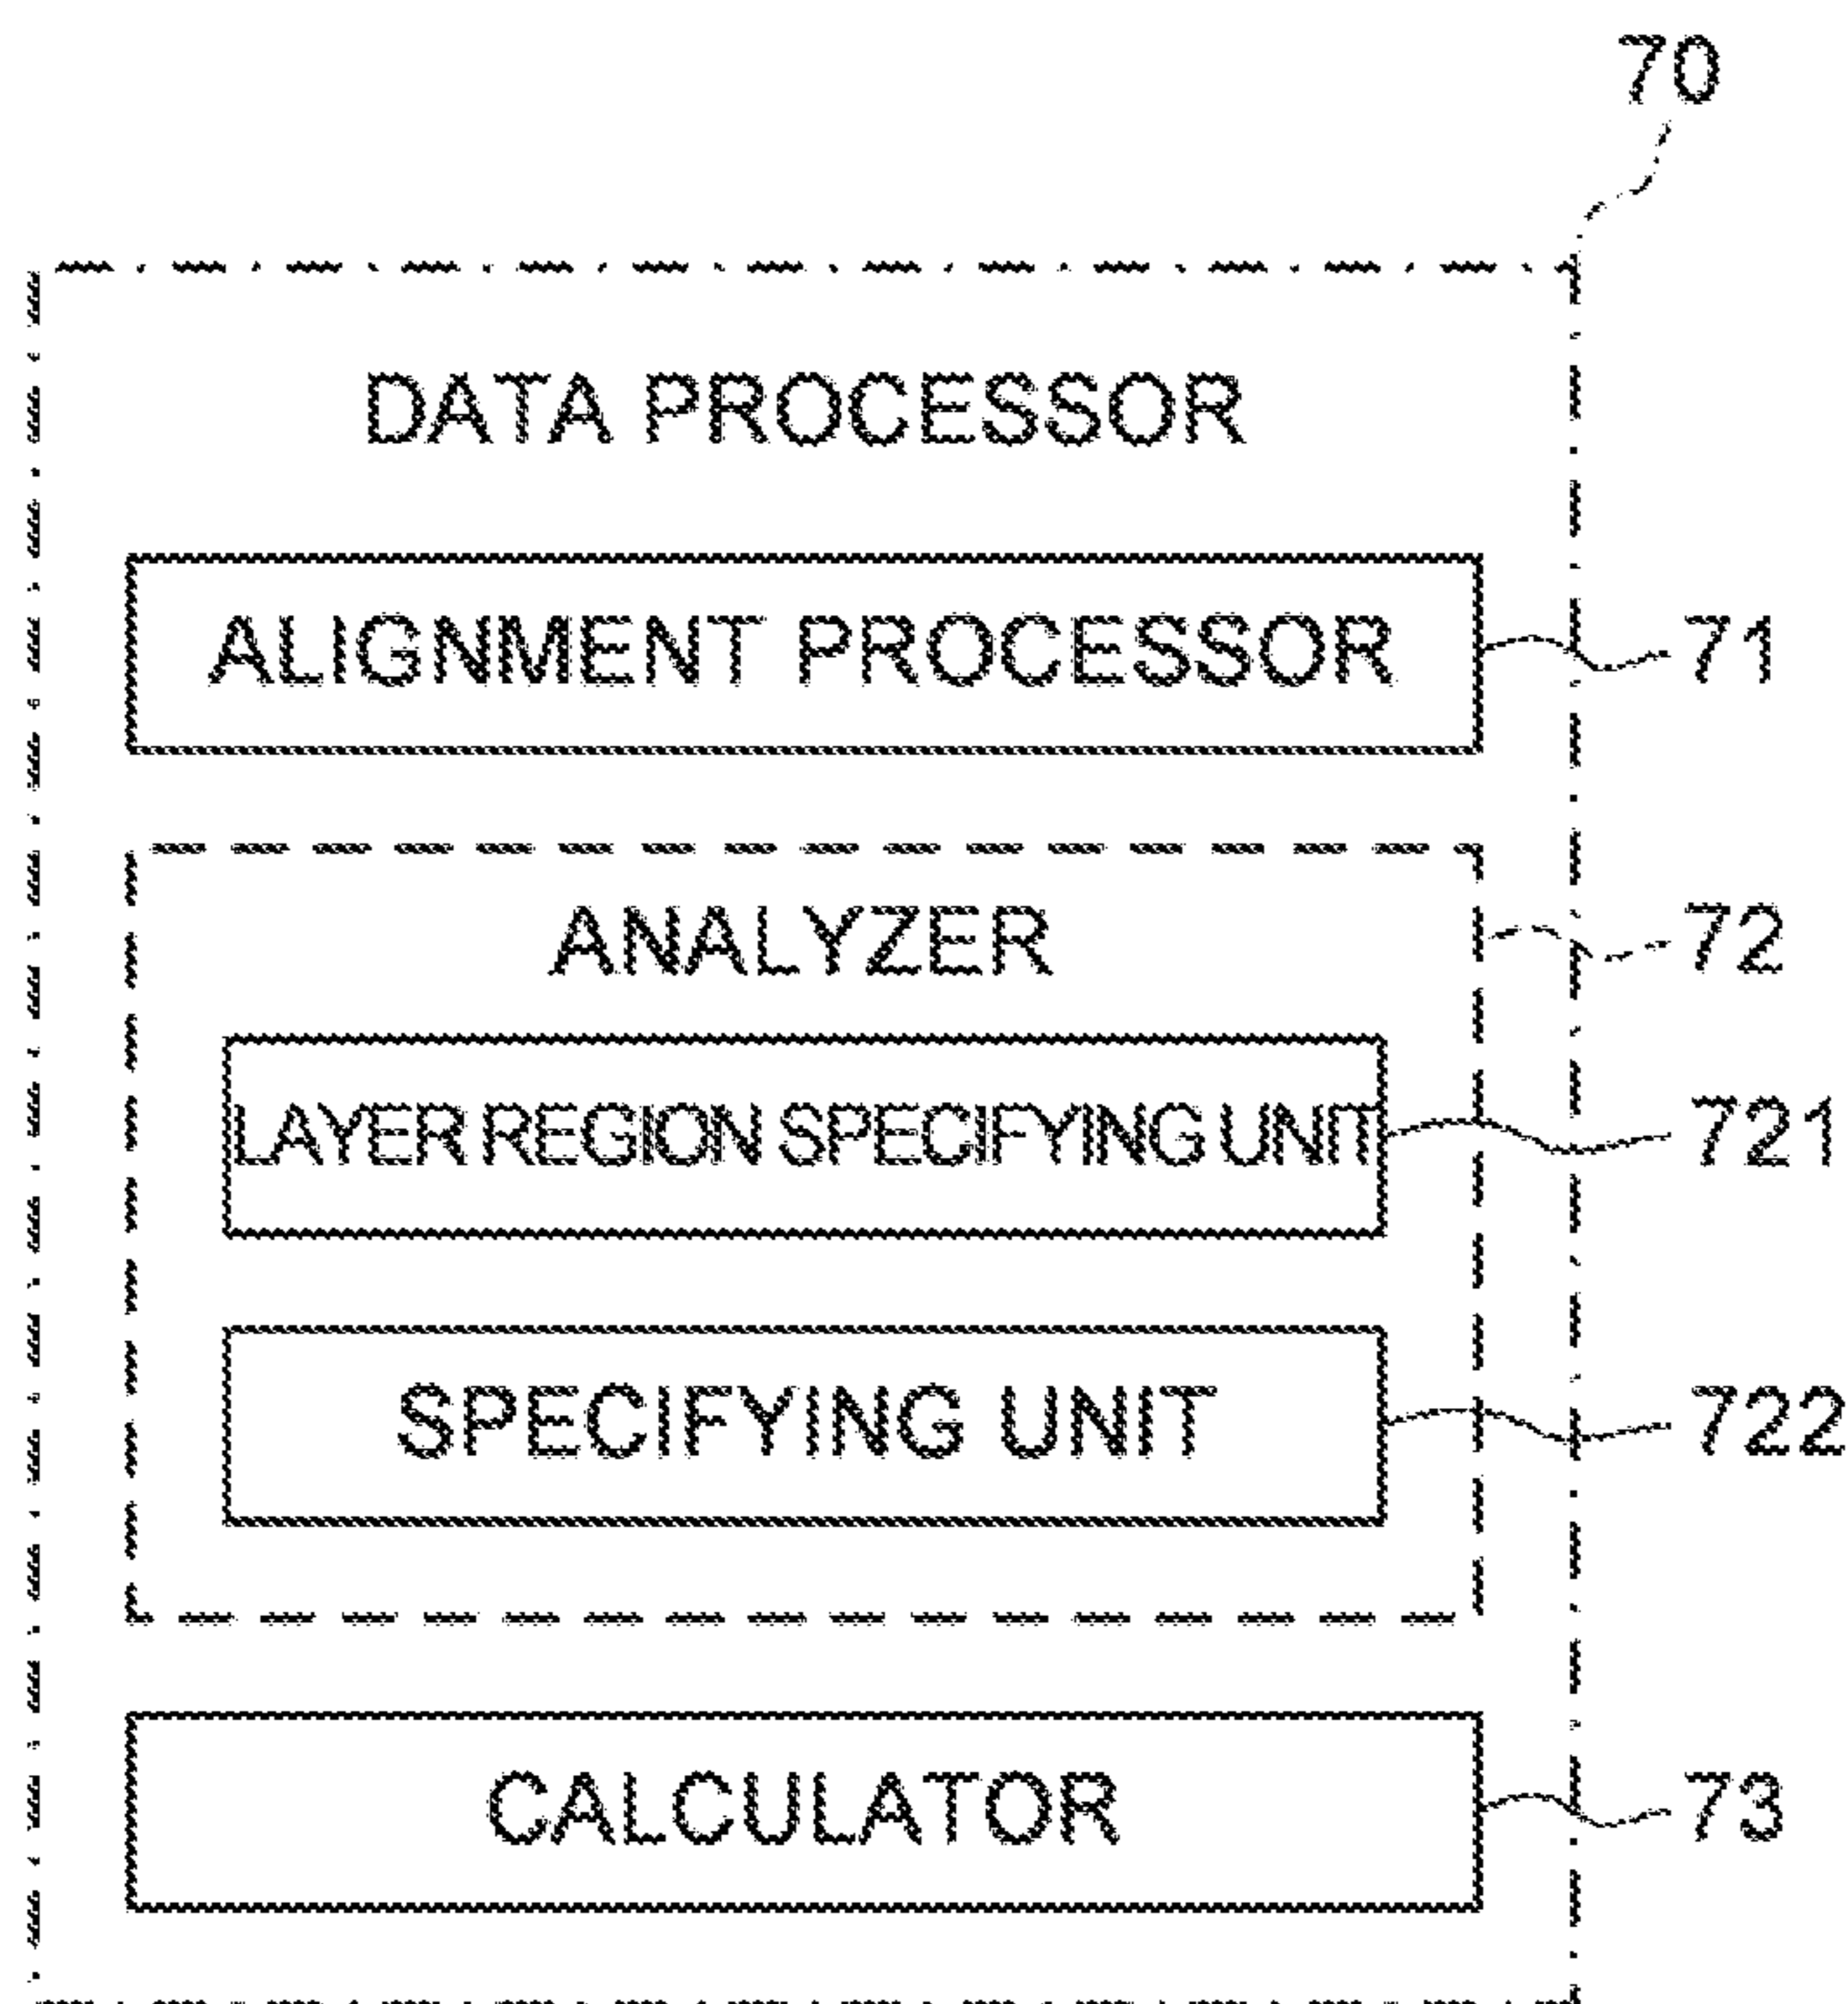 70
DATA PROCESSOR
ALIGNMENT PROCESSOR 71
ANALYZER 72
LAYER REGION SPECIFYING UNIT 721
SPECIFYING UNIT 722
CALCULATOR 73